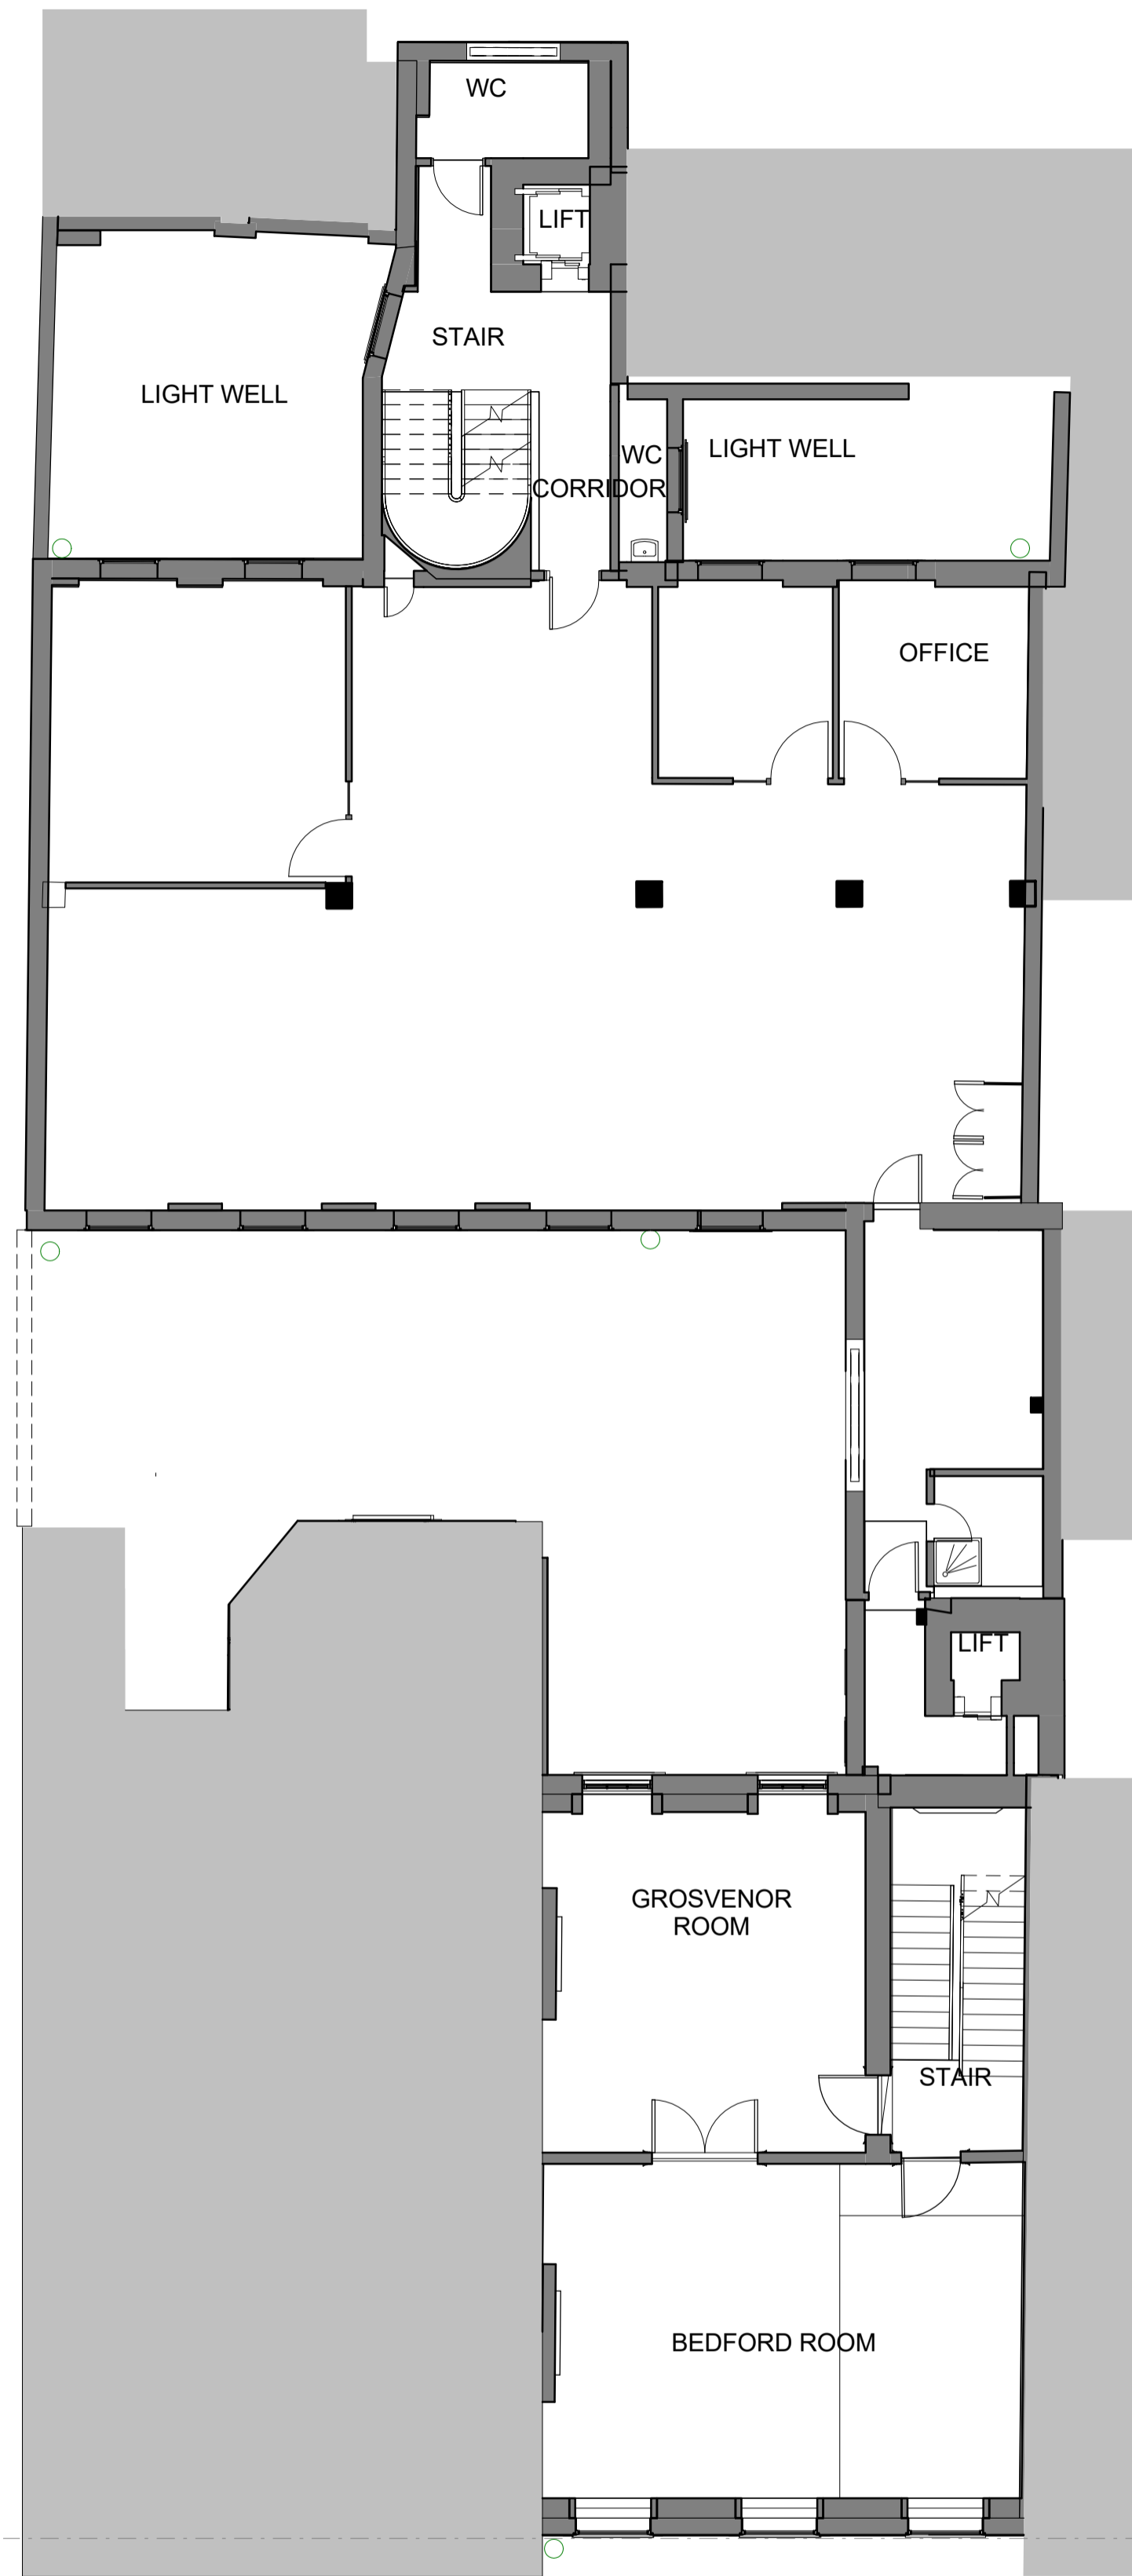 WC
LIFT
STAIR
LIGHT WELL
WC
LIGHT WELL
CORRIDOR
OFFICE
LIFT
GROSVENOR
ROOM
STAIR
BEDFORD ROOM